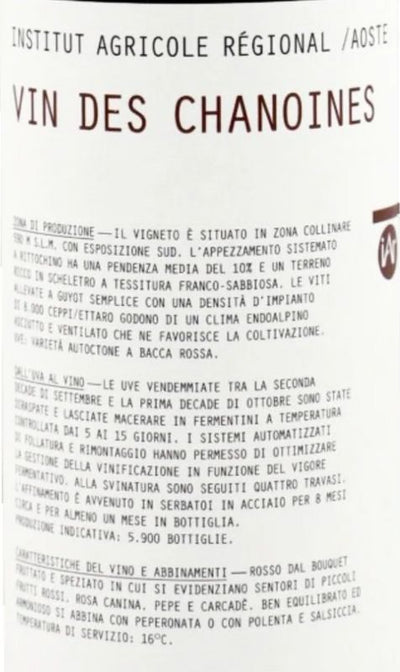 INSTITUT AGRICOLE RÉGIONAL /AOSTE
VIN DES CHANOINES
iAr
ZONA DI PRODUZIONE — IL VIGNETO È SITUATO IN ZONA COLLINARE
M S.L.M. CON ESPOSIZIONE SUD. L'APPEZZAMENTO SISTEMATO
A RITTOCHINO HA UNA PENDENZA MEDIA DEL 10% E UN TERRENO
RICCO IN SCHELETRO A TESSITURA FRANCO-SABBIOSA. LE VITI
ALLEVATE A GUYOT SEMPLICE CON UNA DENSITÀ D'IMPIANTO
DI 8.000 CEPPI/ETTARO GODONO DI UN CLIMA ENDOALPINO
ASCIUTTO E VENTILATO CHE NE FAVORISCE LA COLTIVAZIONE.
UVE: VARIETÀ AUTOCTONE A BACCA ROSSA.
DALL'UVA AL VINO — LE UVE VENDEMMIATE TRA LA SECONDA
DECADE DI SETTEMBRE E LA PRIMA DECADE DI OTTOBRE SONO STATE
DIRASPATE E LASCIATE MACERARE IN FERMENTINI A TEMPERATURA
CONTROLLATA DAI 5 AI 15 GIORNI. I SISTEMI AUTOMATIZZATI
DI FOLLATURA E RIMONTAGGIO HANNO PERMESSO DI OTTIMIZZARE
LA GESTIONE DELLA VINIFICAZIONE IN FUNZIONE DEL VIGORE
FERMENTATIVO. ALLA SVINATURA SONO SEGUITI QUATTRO TRAVASI.
L'AFFINAMENTO È AVVENUTO IN SERBATOI IN ACCIAIO PER 8 MESI
CIRCA E PER ALMENO UN MESE IN BOTTIGLIA.
PRODUZIONE INDICATIVA: 5.900 BOTTIGLIE.
CARATTERISTICHE DEL VINO E ABBINAMENTI — ROSSO DAL BOUQUET
FRUTTATO E SPEZIATO IN CUI SI EVIDENZIANO SENTORI DI PICCOLI
FRUTTI ROSSI, ROSA CANINA, PEPE E CARCADÈ. BEN EQUILIBRATO ED
ARMONIOSO SI ABBINA CON PEPERONATA O CON POLENTA E SALSICCIA.
TEMPERATURA DI SERVIZIO: 16°C.